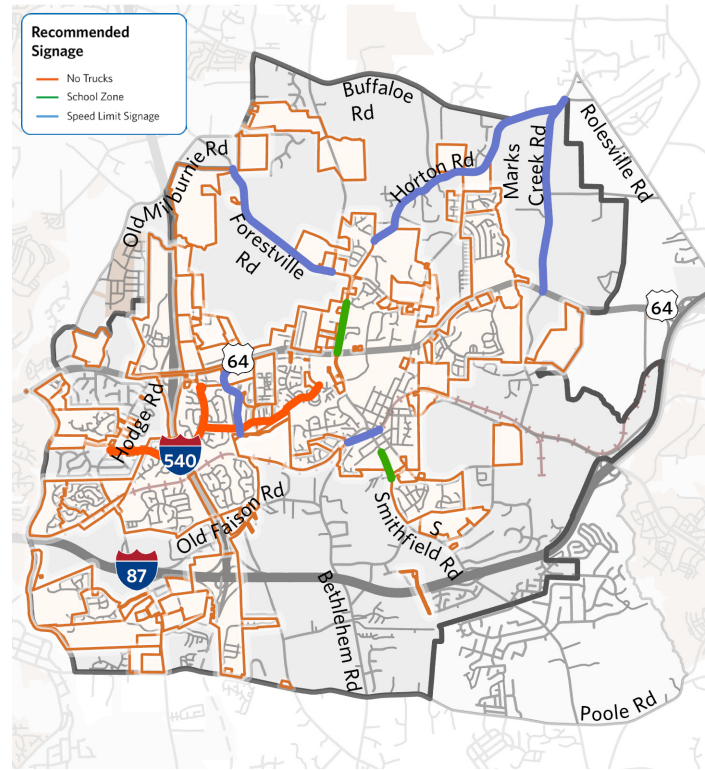 Recommended
Signage
No Trucks
School Zone
Speed Limit Signage
Buffaloe
Rd
Rolesville Rd
Marks
Creek Rd
Horton Rd
Old Milburnie Rd
Forestville
Rd
64
64
Hodge Rd
540
Old Faison Rd
S
Smithfield Rd
87
Bethlehem Rd
Poole Rd